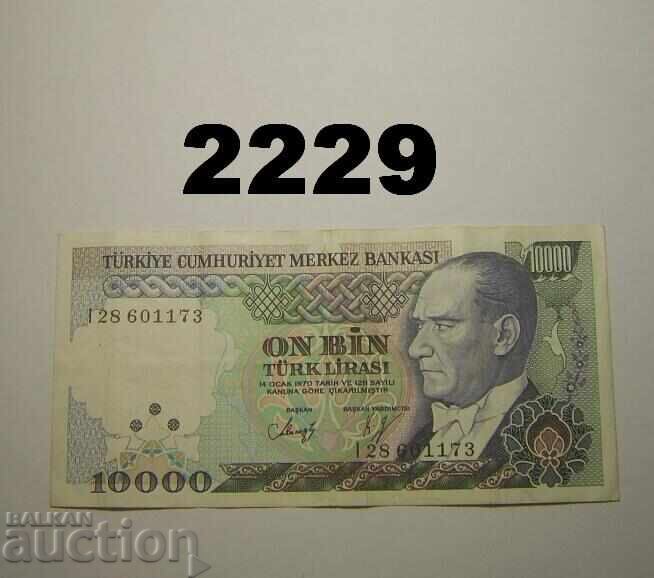 2229
TÜRKİYE CUMHURİYET MERKEZ BANKASI
10000
I28 601173
ON BİN
TÜRK LİRASI
14 OCAK 1970 TARİH VE 1211 SAYILI
KANUNA GÖRE ÇIKARILMIŞTIR
BAŞKAN BAŞKAN YARDIMCISI
I28 601173
10000
BALKAN
auction